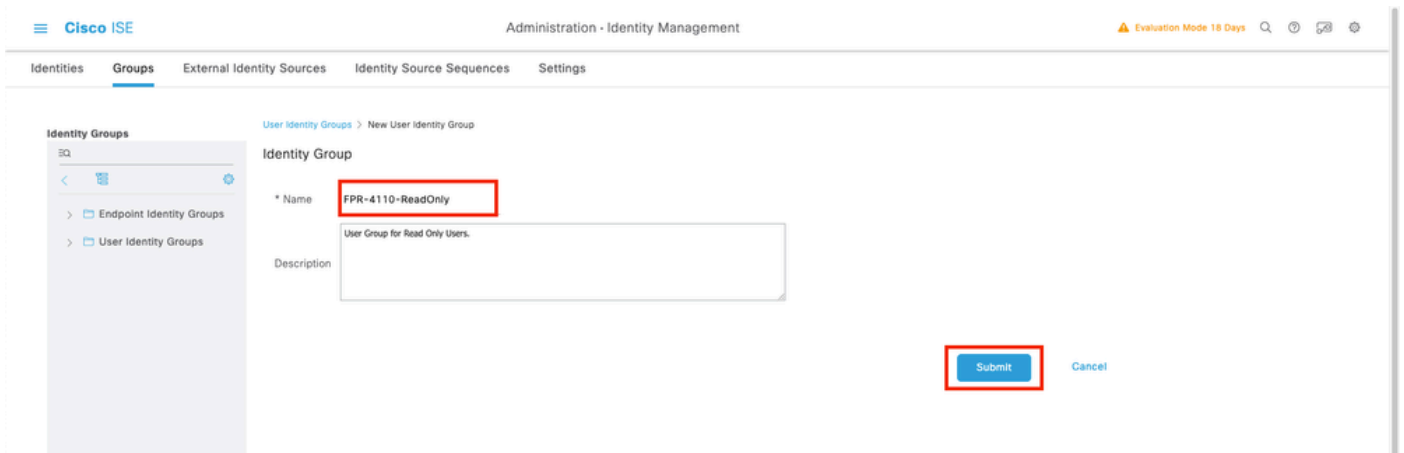 Cisco ISE
Administration · Identity Management
Evaluation Mode 18 Days
Identities Groups External Identity Sources Identity Source Sequences Settings
Identity Groups
Endpoint Identity Groups
User Identity Groups
User Identity Groups > New User Identity Group
Identity Group
* Name FPR-4110-ReadOnly
User Group for Read Only Users.
Description
Submit Cancel